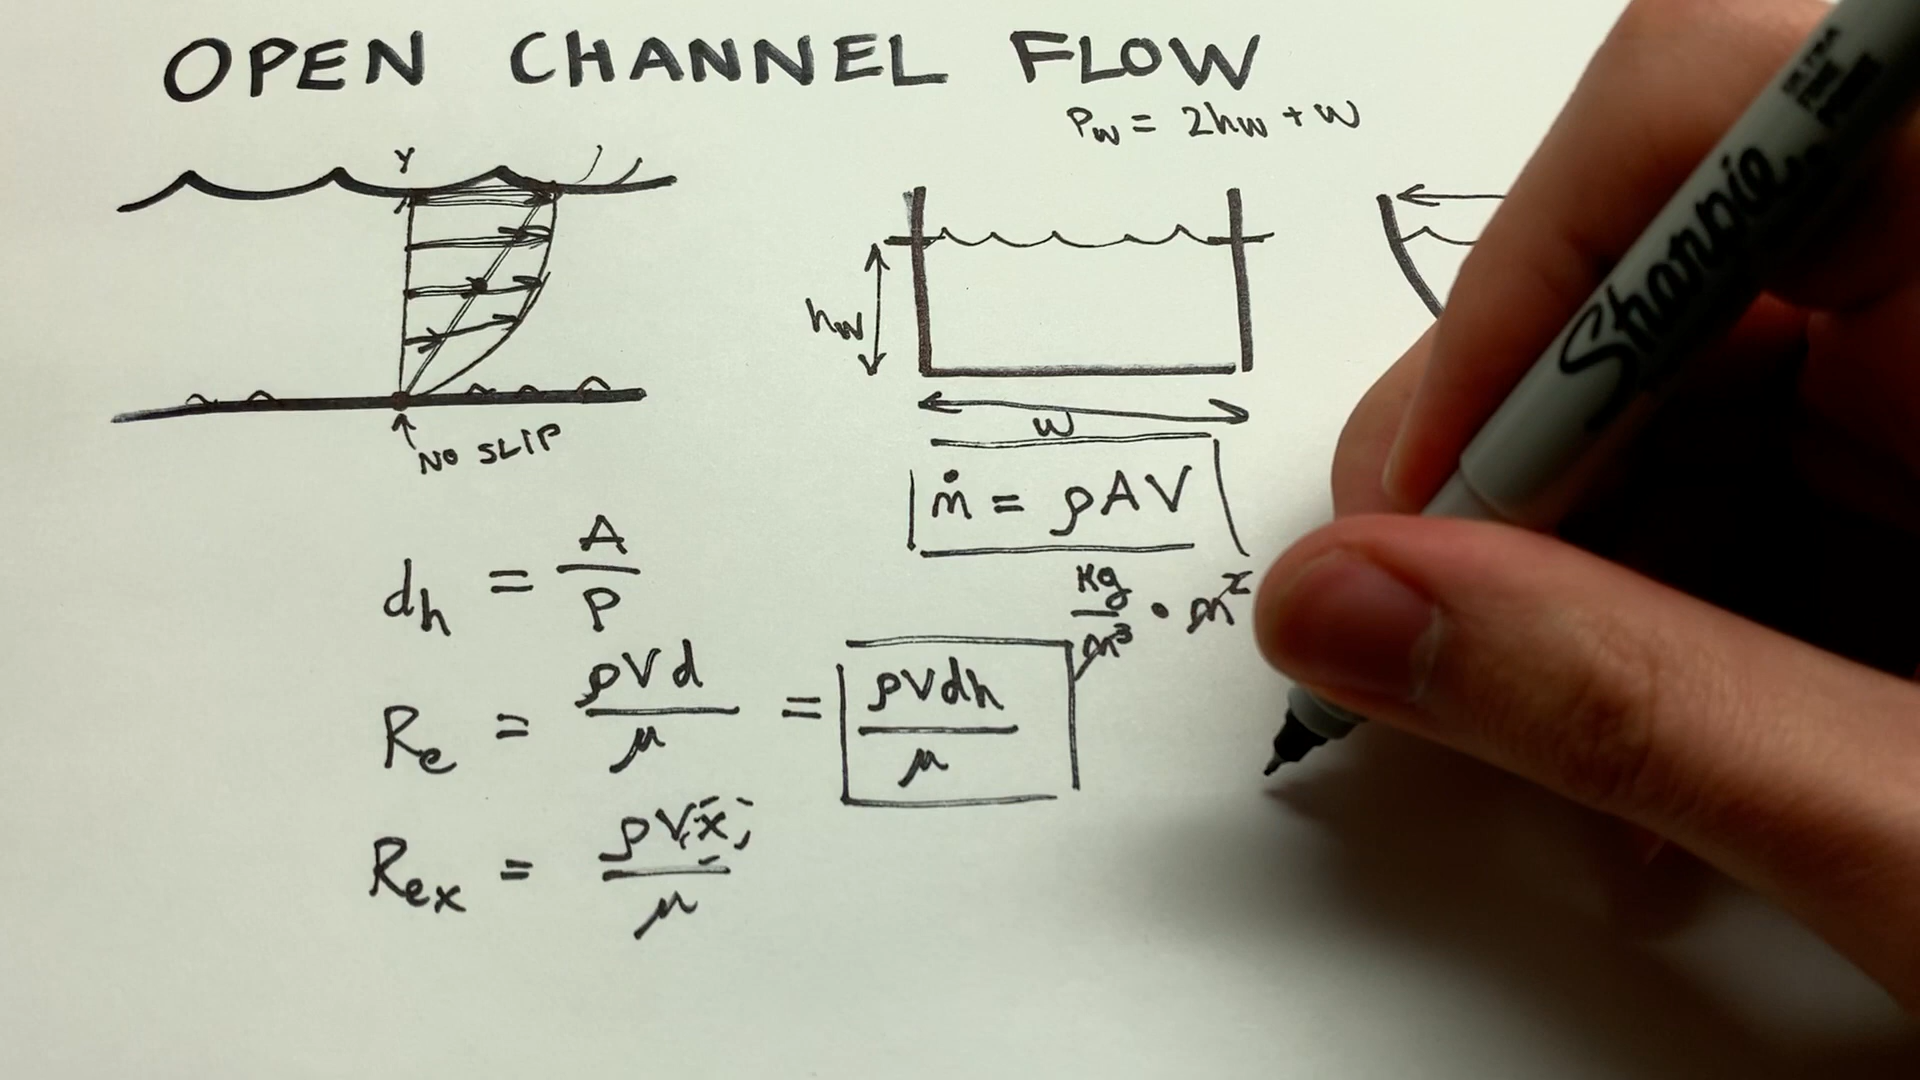 OPEN CHANNEL FLOW
Pw = 2hw + w
Y
hw
w
NO SLIP
ṁ = ρAV
Kg/m³ • m²
dh = A/P
Re = ρVd/μ = ρVdh/μ
Rex = ρVx/μ
Sharpie